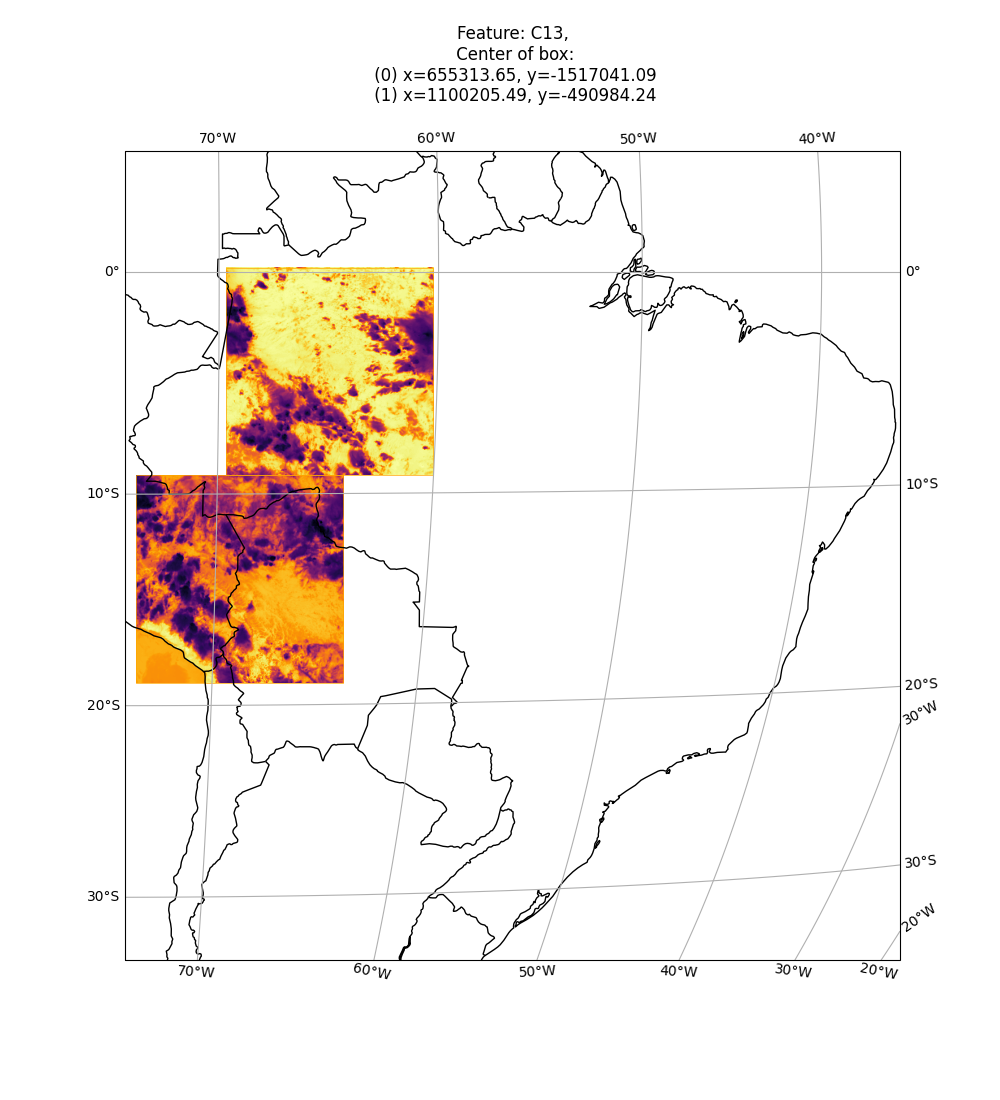 Feature: C13,
Center of box:
(0) x=655313.65, y=-1517041.09
(1) x=1100205.49, y=-490984.24
70°W 60°W 50°W 40°W
0° 0°
10°S 10°S
20°S 20°S
30°W
30°S 30°S
20°W
70°W 60°W 50°W 40°W 30°W 20°W